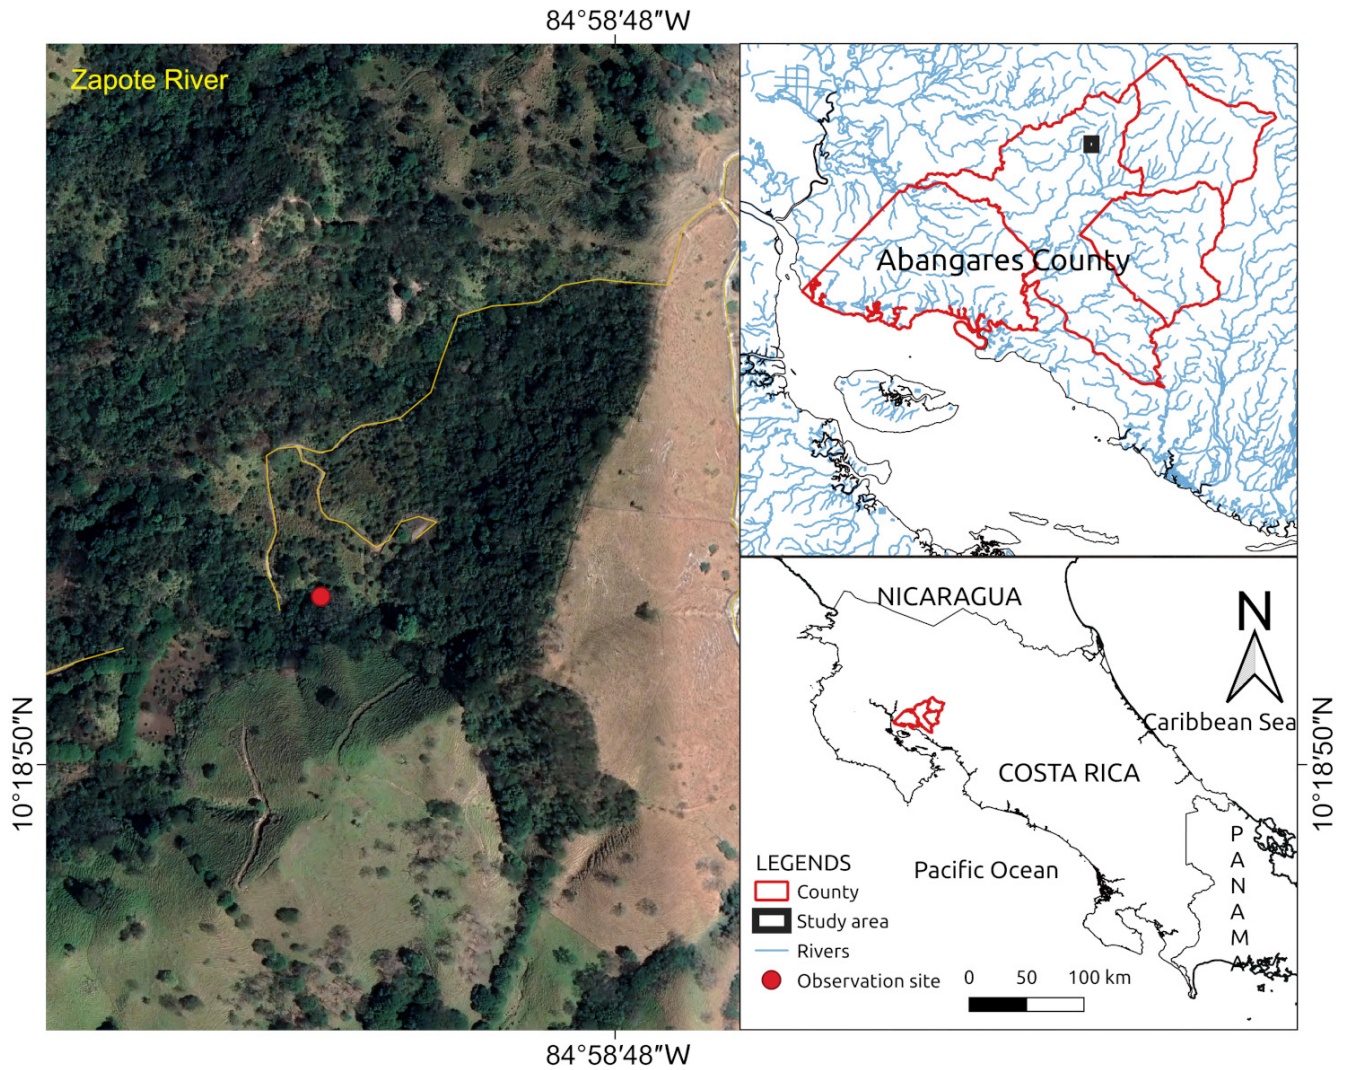 84°58′48″W
Zapote River
Abangares County
10°18′50″N
NICARAGUA
N
Caribbean Sea
COSTA RICA
10°18′50″N
PANAMA
Pacific Ocean
LEGENDS
County
Study area
Rivers
Observation site
0 50 100 km
84°58′48″W